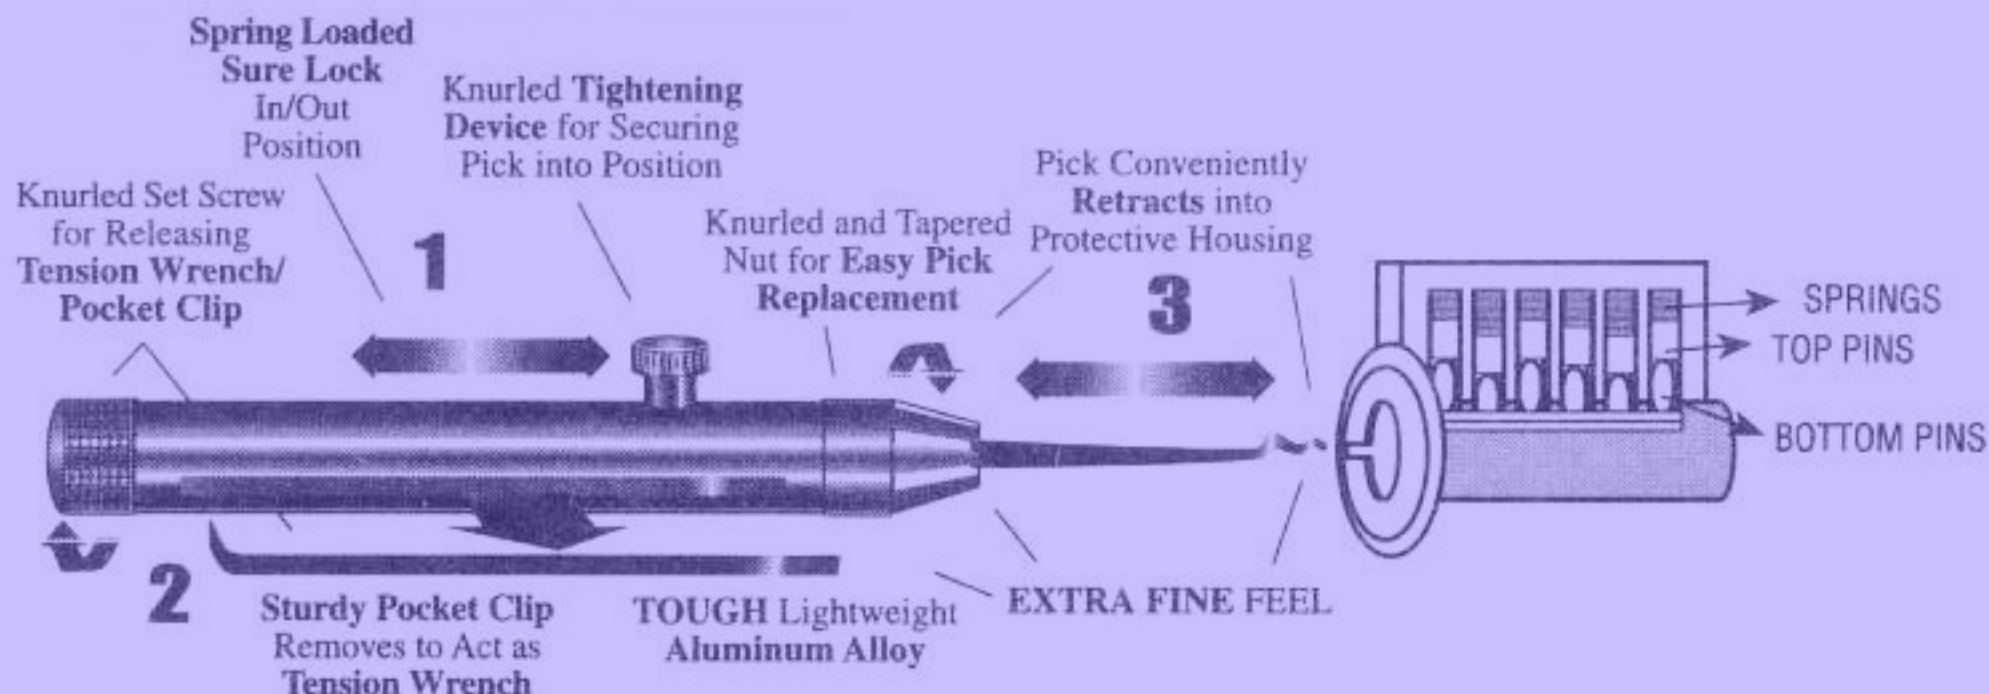 Spring Loaded
Sure Lock
In/Out
Position
Knurled Tightening
Device for Securing
Pick into Position
Knurled Set Screw
for Releasing
Tension Wrench/
Pocket Clip
1
Knurled and Tapered
Nut for Easy Pick
Replacement
Pick Conveniently
Retracts into
Protective Housing
3
SPRINGS
TOP PINS
BOTTOM PINS
2
Sturdy Pocket Clip
Removes to Act as
Tension Wrench
TOUGH Lightweight
Aluminum Alloy
EXTRA FINE FEEL